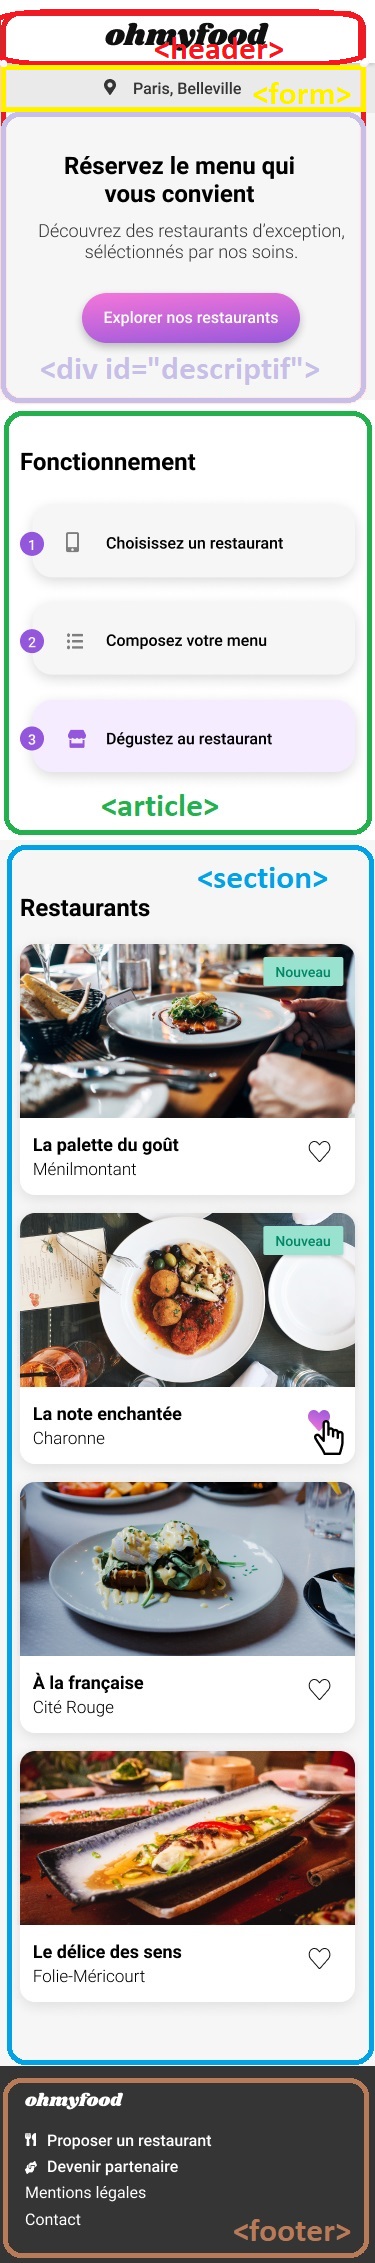 ohmyfood
<header>
Paris, Belleville
<form>
Réservez le menu qui
vous convient
Découvrez des restaurants d’exception,
séléctionnés par nos soins.
Explorer nos restaurants
<div id="descriptif">
Fonctionnement
1 Choisissez un restaurant
2 Composez votre menu
3 Dégustez au restaurant
<article>
<section>
Restaurants
Nouveau
La palette du goût
Ménilmontant
Nouveau
La note enchantée
Charonne
À la française
Cité Rouge
Le délice des sens
Folie-Méricourt
ohmyfood
Proposer un restaurant
Devenir partenaire
Mentions légales
Contact
<footer>